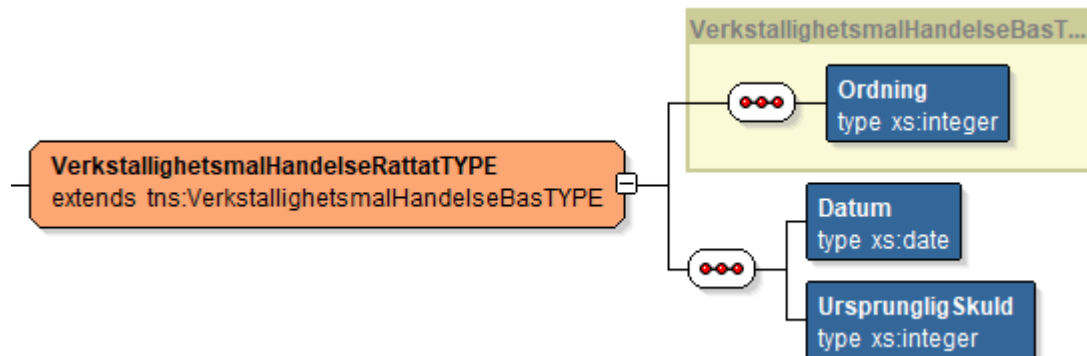 VerkstallighetsmalHandelseBasT...
Ordning
type xs:integer
VerkstallighetsmalHandelseRattatTYPE
extends tns:VerkstallighetsmalHandelseBasTYPE
Datum
type xs:date
UrsprungligSkuld
type xs:integer